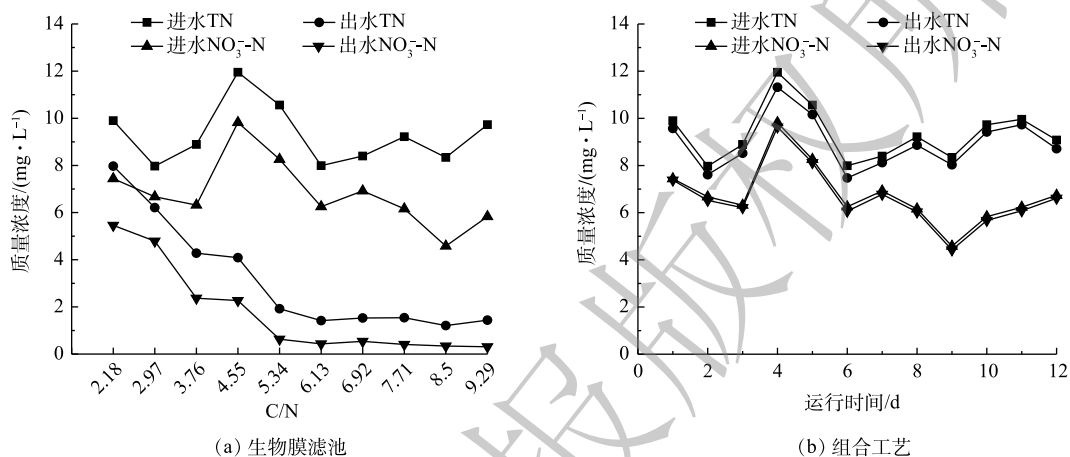 14
12
10
8
6
4
2
0
质量浓度/(mg·L⁻¹)
进水TN
出水TN
进水NO₃⁻-N
出水NO₃⁻-N
2.18
2.97
3.76
4.55
5.34
6.13
6.92
7.71
8.5
9.29
C/N
(a) 生物膜滤池
14
12
10
8
6
4
2
0
质量浓度/(mg·L⁻¹)
进水TN
出水TN
进水NO₃⁻-N
出水NO₃⁻-N
0
2
4
6
8
10
12
运行时间/d
(b) 组合工艺
版权所